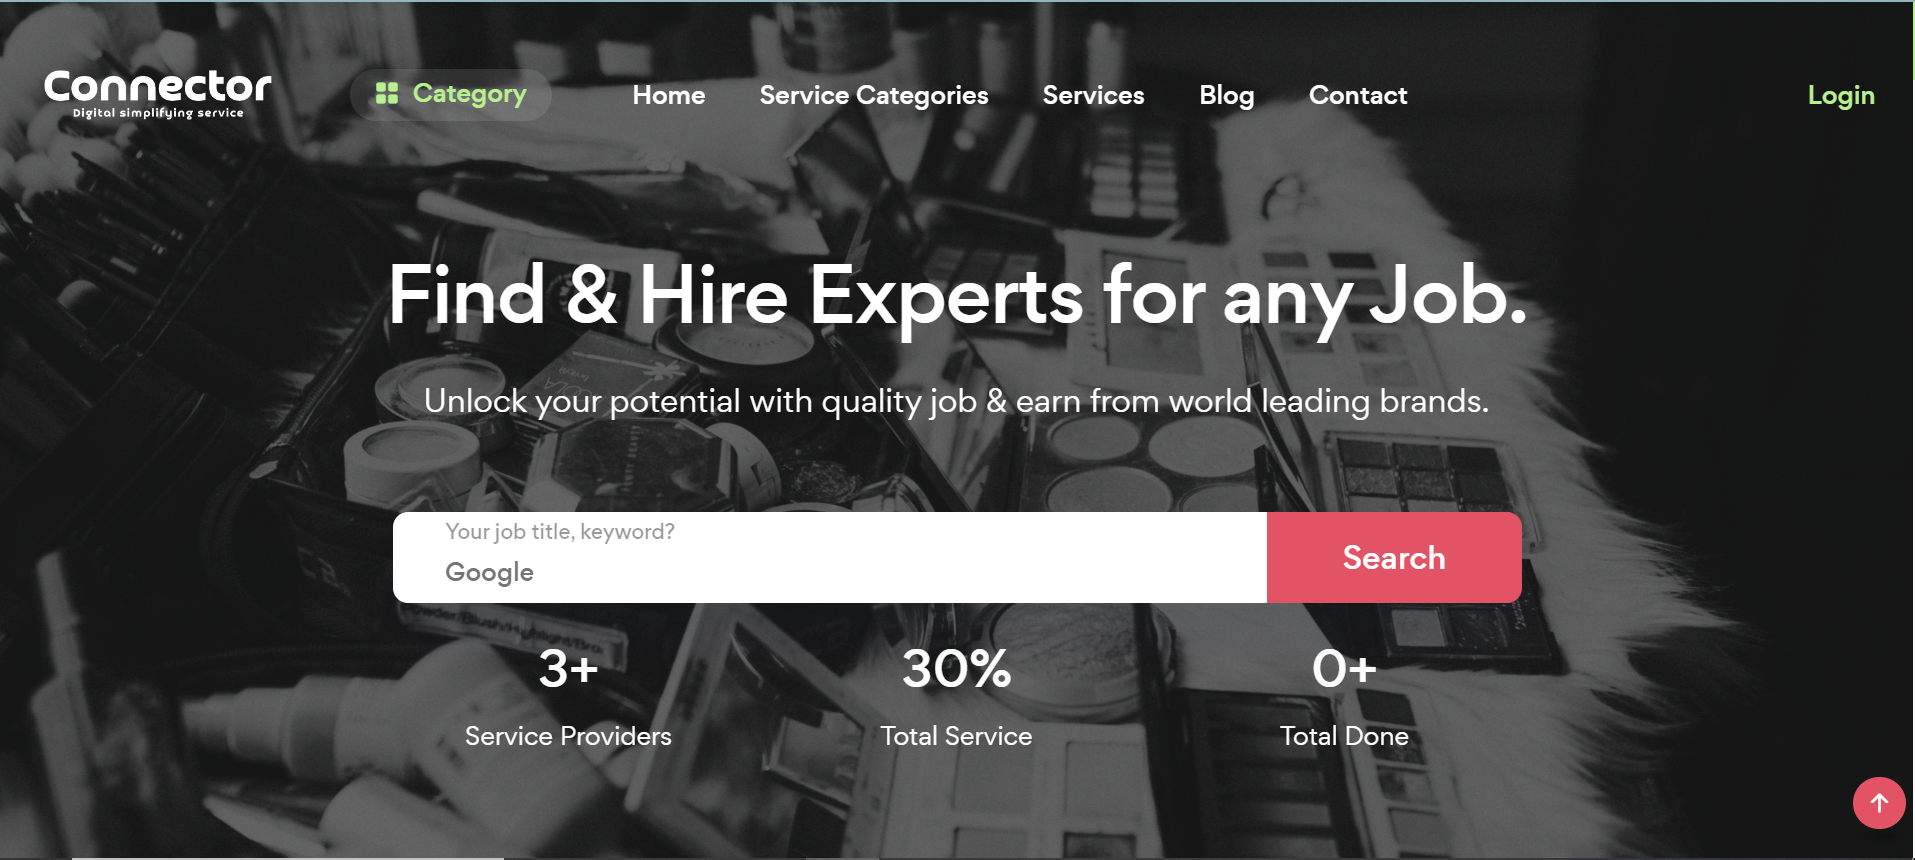 Connector
Digital simplifying service
Category
Home
Service Categories
Services
Blog
Contact
Login
Find & Hire Experts for any Job.
Unlock your potential with quality job & earn from world leading brands.
Your job title, keyword?
Google
Search
3+
30%
0+
Service Providers
Total Service
Total Done